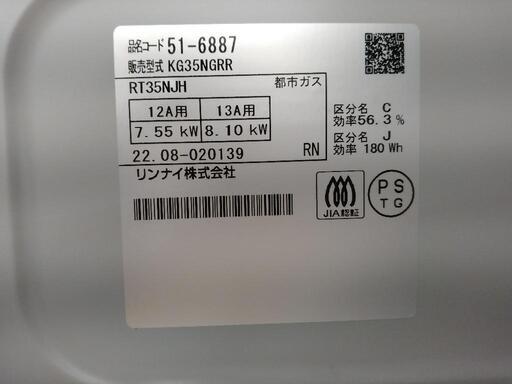 品名コード 51-6887
販売型式 KG35NGRR
RT35NJH 都市ガス
12A用 13A用
7.55 kW 8.10 kW
22.08-020139 RN
リンナイ株式会社
区分名 C
効率56.3 %
区分名 J
効率 180 Wh
JIA認証
PS
TG